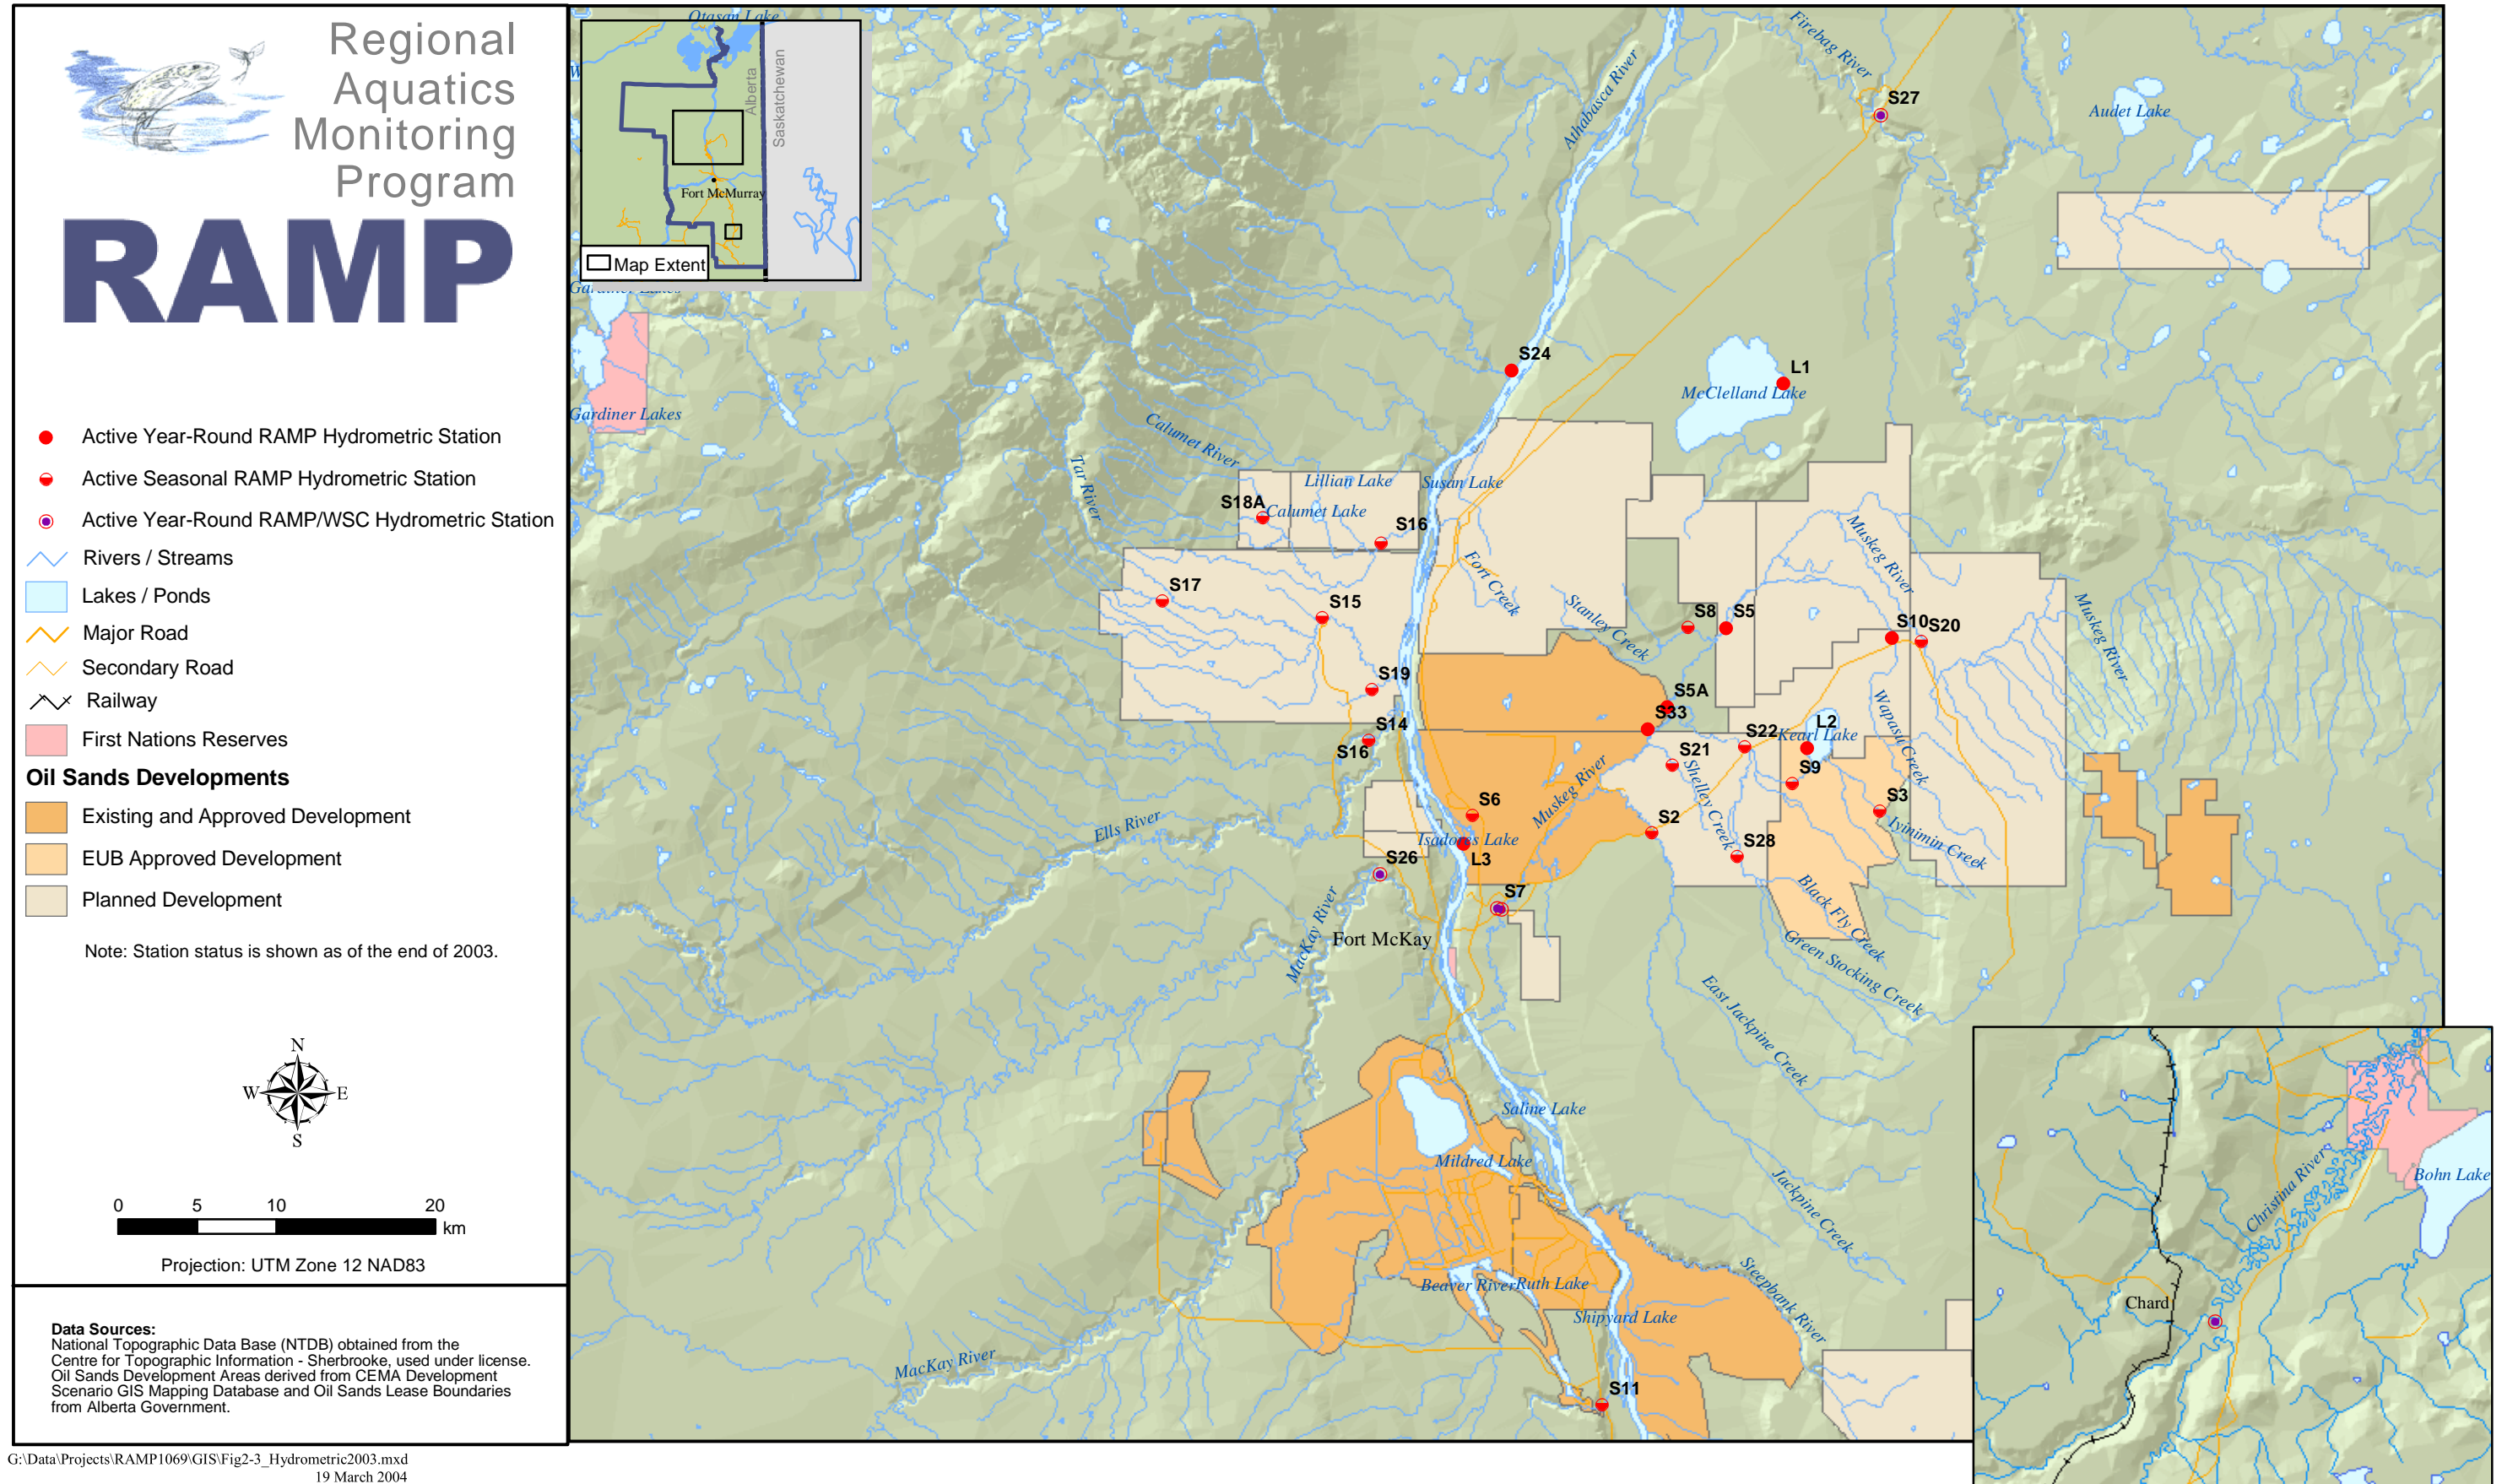 Regional
Aquatics
Monitoring
Program
RAMP
Active Year-Round RAMP Hydrometric Station
Active Seasonal RAMP Hydrometric Station
Active Year-Round RAMP/WSC Hydrometric Station
Rivers / Streams
Lakes / Ponds
Major Road
Secondary Road
Railway
First Nations Reserves
Oil Sands Developments
Existing and Approved Development
EUB Approved Development
Planned Development
Note: Station status is shown as of the end of 2003.
N
W E
S
0 5 10 20
km
Projection: UTM Zone 12 NAD83
Data Sources:
National Topographic Data Base (NTDB) obtained from the
Centre for Topographic Information - Sherbrooke, used under license.
Oil Sands Development Areas derived from CEMA Development
Scenario GIS Mapping Database and Oil Sands Lease Boundaries
from Alberta Government.
G:\Data\Projects\RAMP1069\GIS\Fig2-3_Hydrometric2003.mxd
19 March 2004
Otasan Lake
Alberta
Saskatchewan
Fort McMurray
Map Extent
Gardiner Lakes
Gardiner Lakes
Athabasca River
Firebag River
S27
Audet Lake
S24
L1
McClelland Lake
Calumet River
Tar River
Lillian Lake
Susan Lake
S18A
Calumet Lake
S16
Fort Creek
Muskeg River
S17
S15
Stanley Creek
S8
S5
S10
S20
Muskeg River
S19
S5A
S33
S14
S16
S22
L2
Kearl Lake
Wapasu Creek
S21
Shelley Creek
S9
S6
Muskeg River
S2
S3
Iyinimin Creek
Ells River
Isadores Lake
L3
S28
S26
S7
Black Fly Creek
MacKay River
Fort McKay
Green Stocking Creek
East Jackpine Creek
Saline Lake
Mildred Lake
Jackpine Creek
Beaver River
Ruth Lake
Steepbank River
Shipyard Lake
MacKay River
S11
Christina River
Bohn Lake
Chard